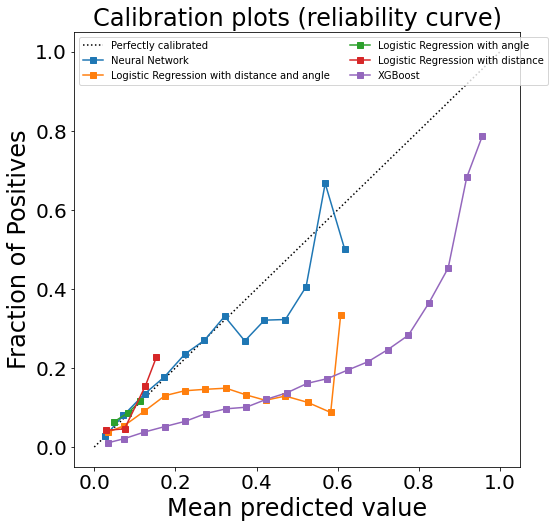 Calibration plots (reliability curve)
Perfectly calibrated
Neural Network
Logistic Regression with distance and angle
Logistic Regression with angle
Logistic Regression with distance
XGBoost
1.0
0.8
0.6
0.4
0.2
0.0
Fraction of Positives
0.0 0.2 0.4 0.6 0.8 1.0
Mean predicted value